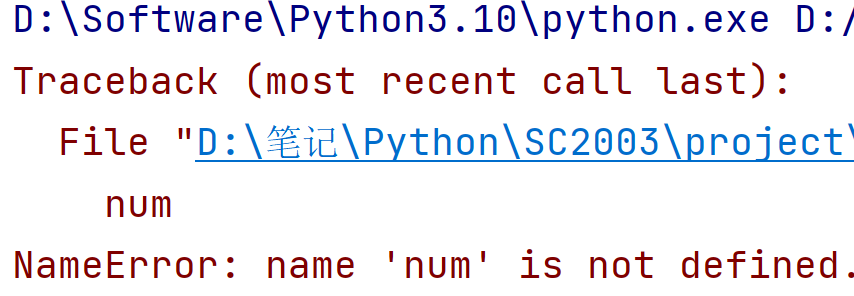 D:\Software\Python3.10\python.exe D:/
Traceback (most recent call last):
File "D:\笔记\Python\SC2003\project\
num
NameError: name 'num' is not defined.